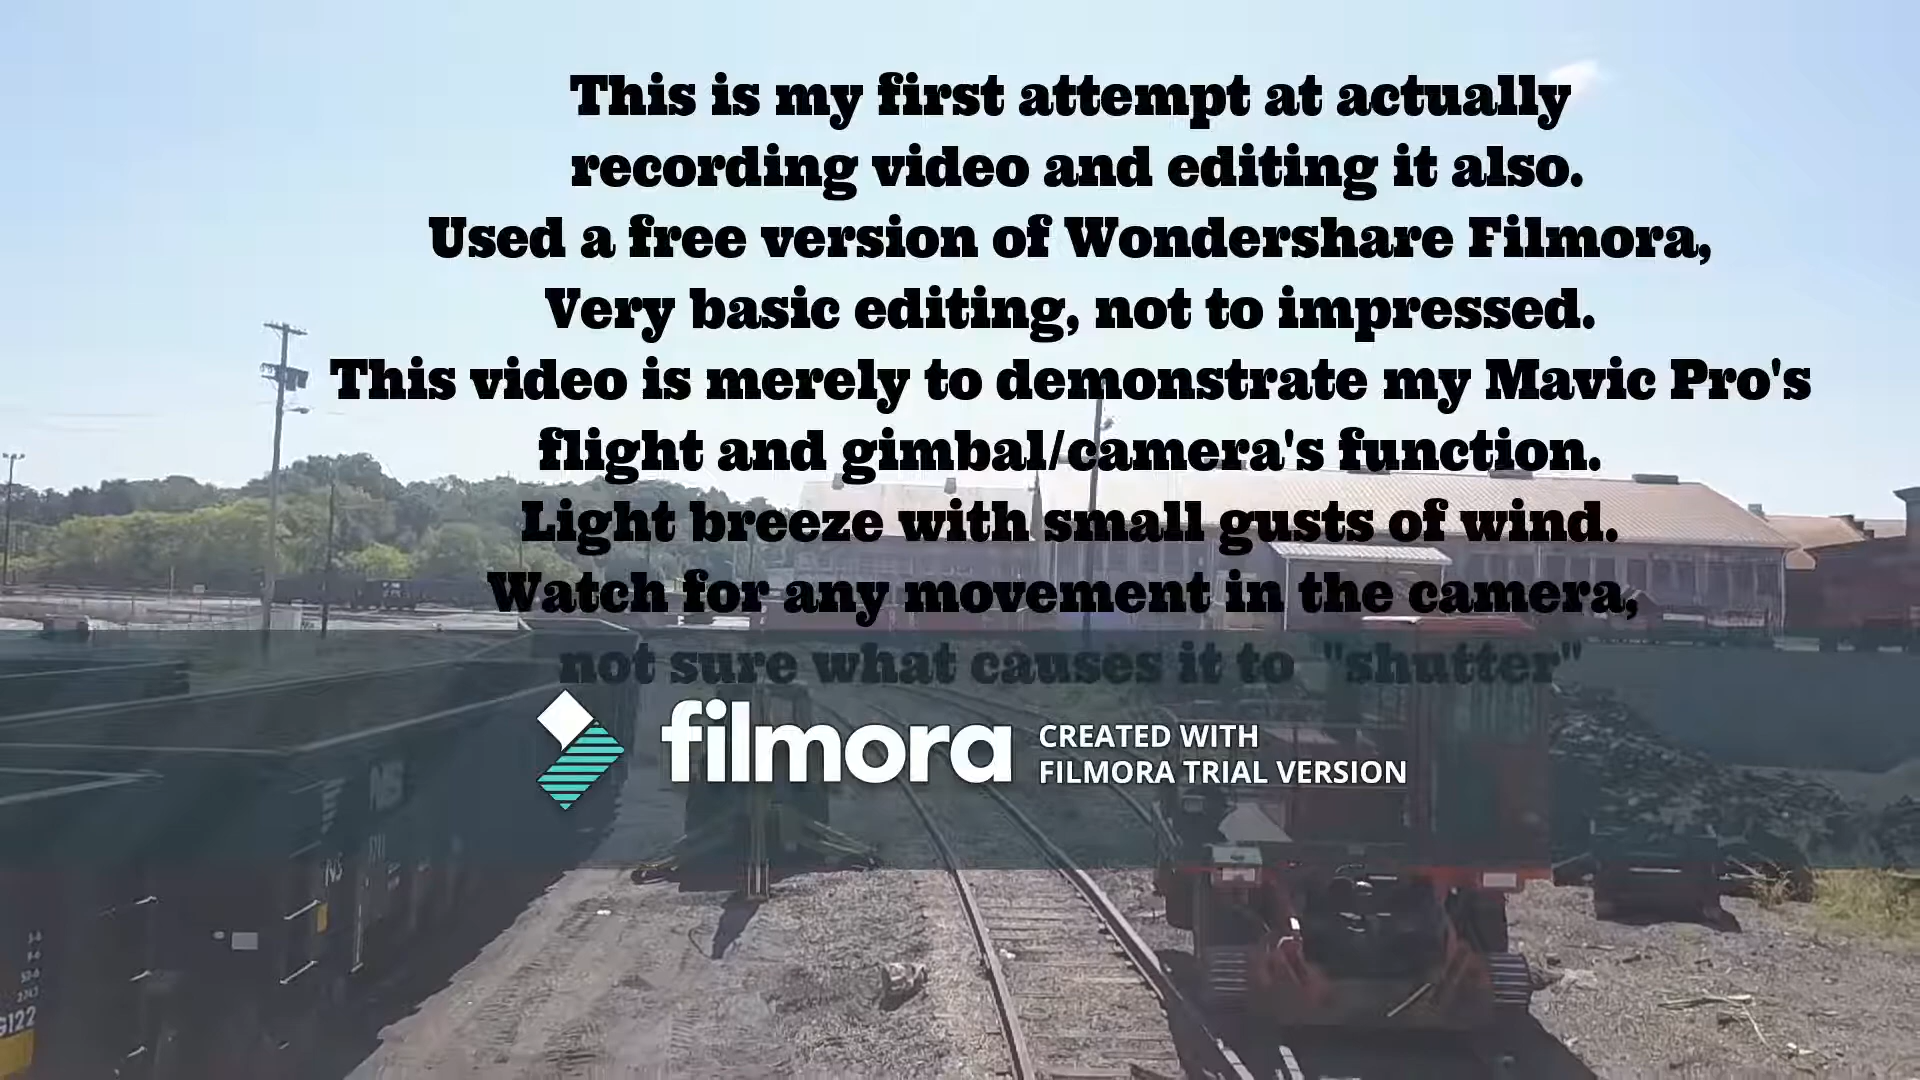 This is my first attempt at actually
recording video and editing it also.
Used a free version of Wondershare Filmora,
Very basic editing, not to impressed.
This video is merely to demonstrate my Mavic Pro's
flight and gimbal/camera's function.
Light breeze with small gusts of wind.
Watch for any movement in the camera,
not sure what causes it to "shutter"
filmora
CREATED WITH
FILMORA TRIAL VERSION
NS
G122